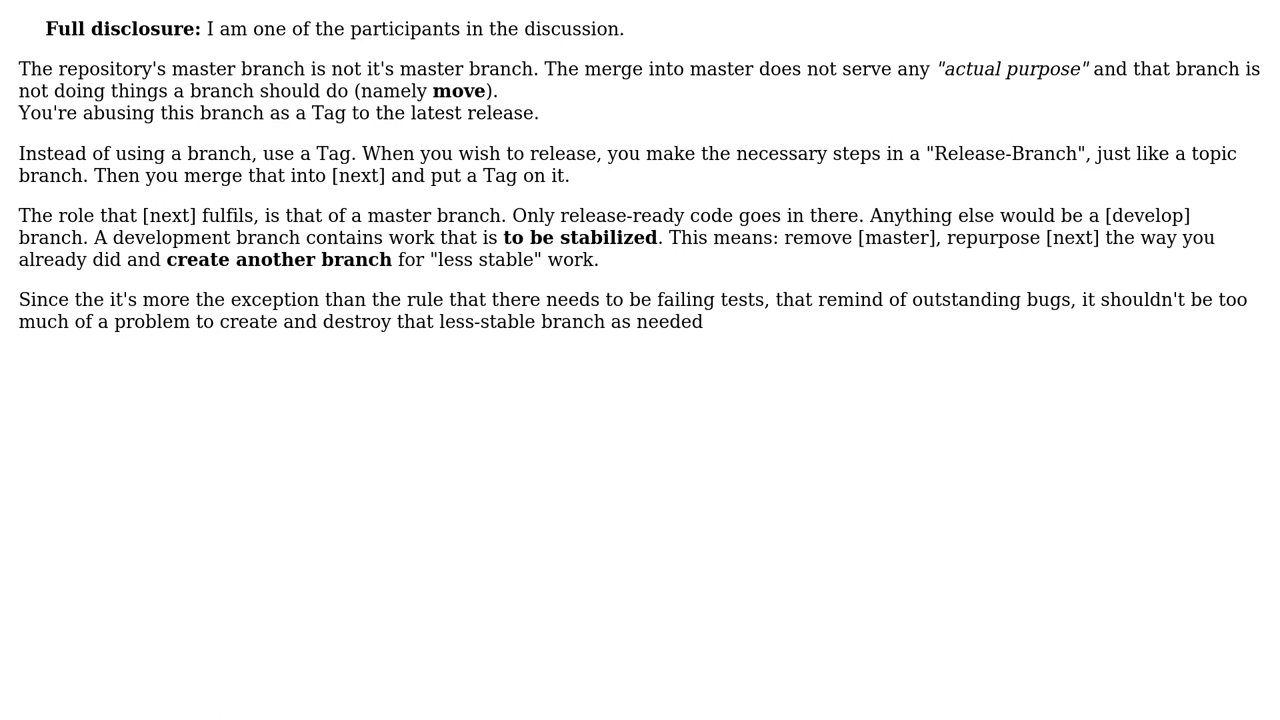 Full disclosure: I am one of the participants in the discussion.
The repository's master branch is not it's master branch. The merge into master does not serve any "actual purpose" and that branch is
not doing things a branch should do (namely move).
You're abusing this branch as a Tag to the latest release.
Instead of using a branch, use a Tag. When you wish to release, you make the necessary steps in a "Release-Branch", just like a topic
branch. Then you merge that into [next] and put a Tag on it.
The role that [next] fulfils, is that of a master branch. Only release-ready code goes in there. Anything else would be a [develop]
branch. A development branch contains work that is to be stabilized. This means: remove [master], repurpose [next] the way you
already did and create another branch for "less stable" work.
Since the it's more the exception than the rule that there needs to be failing tests, that remind of outstanding bugs, it shouldn't be too
much of a problem to create and destroy that less-stable branch as needed